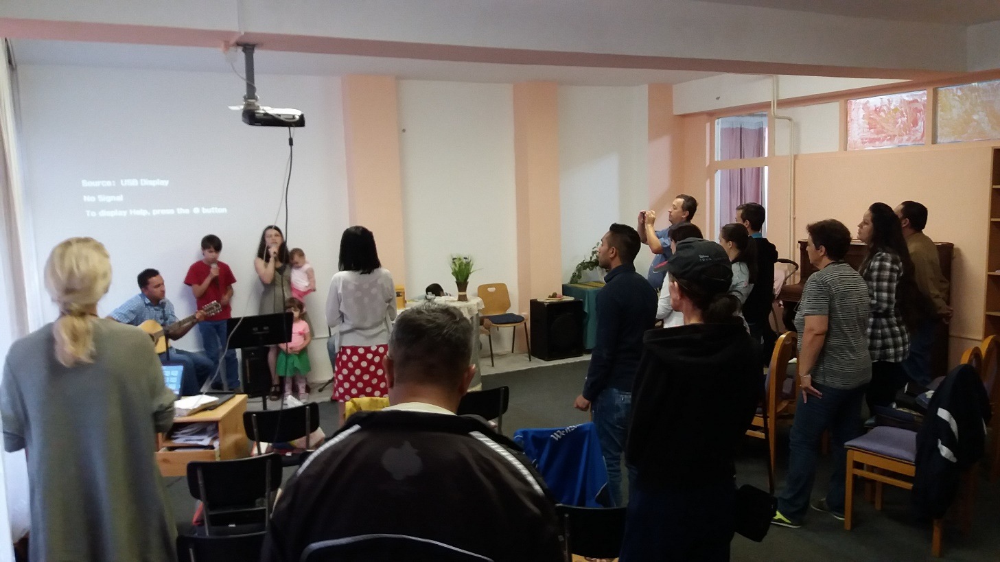 Source: USB Display
No Signal
To display Help, press the @ button